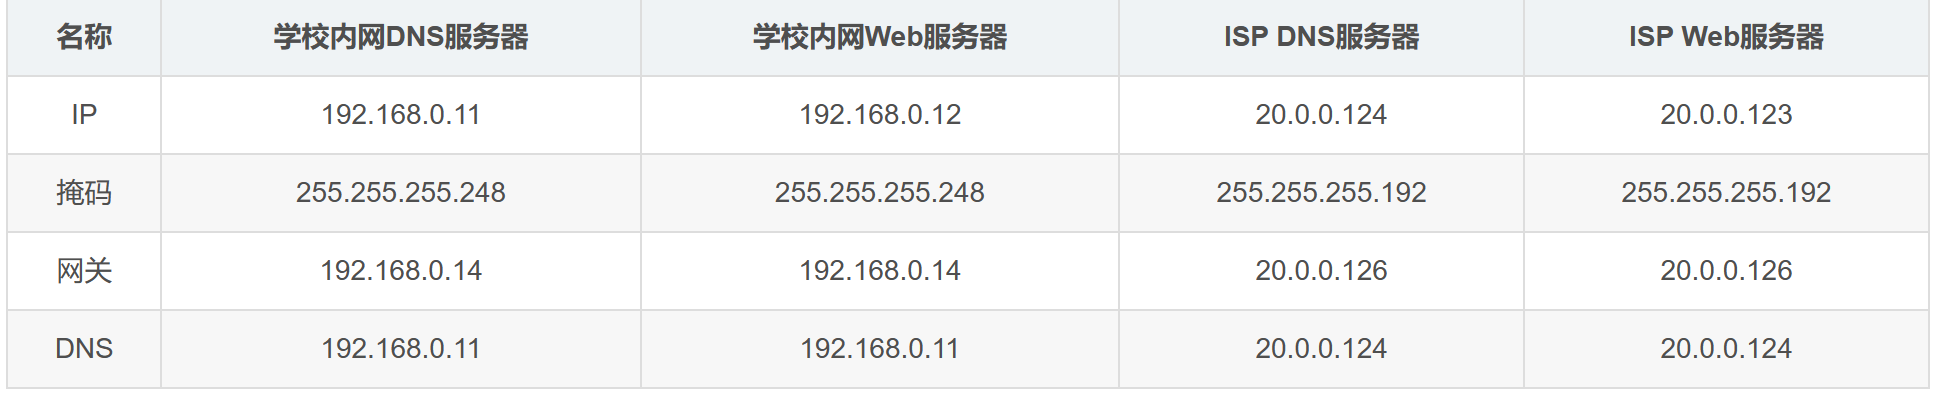 名称 学校内网DNS服务器 学校内网Web服务器 ISP DNS服务器 ISP Web服务器
IP 192.168.0.11 192.168.0.12 20.0.0.124 20.0.0.123
掩码 255.255.255.248 255.255.255.248 255.255.255.192 255.255.255.192
网关 192.168.0.14 192.168.0.14 20.0.0.126 20.0.0.126
DNS 192.168.0.11 192.168.0.11 20.0.0.124 20.0.0.124